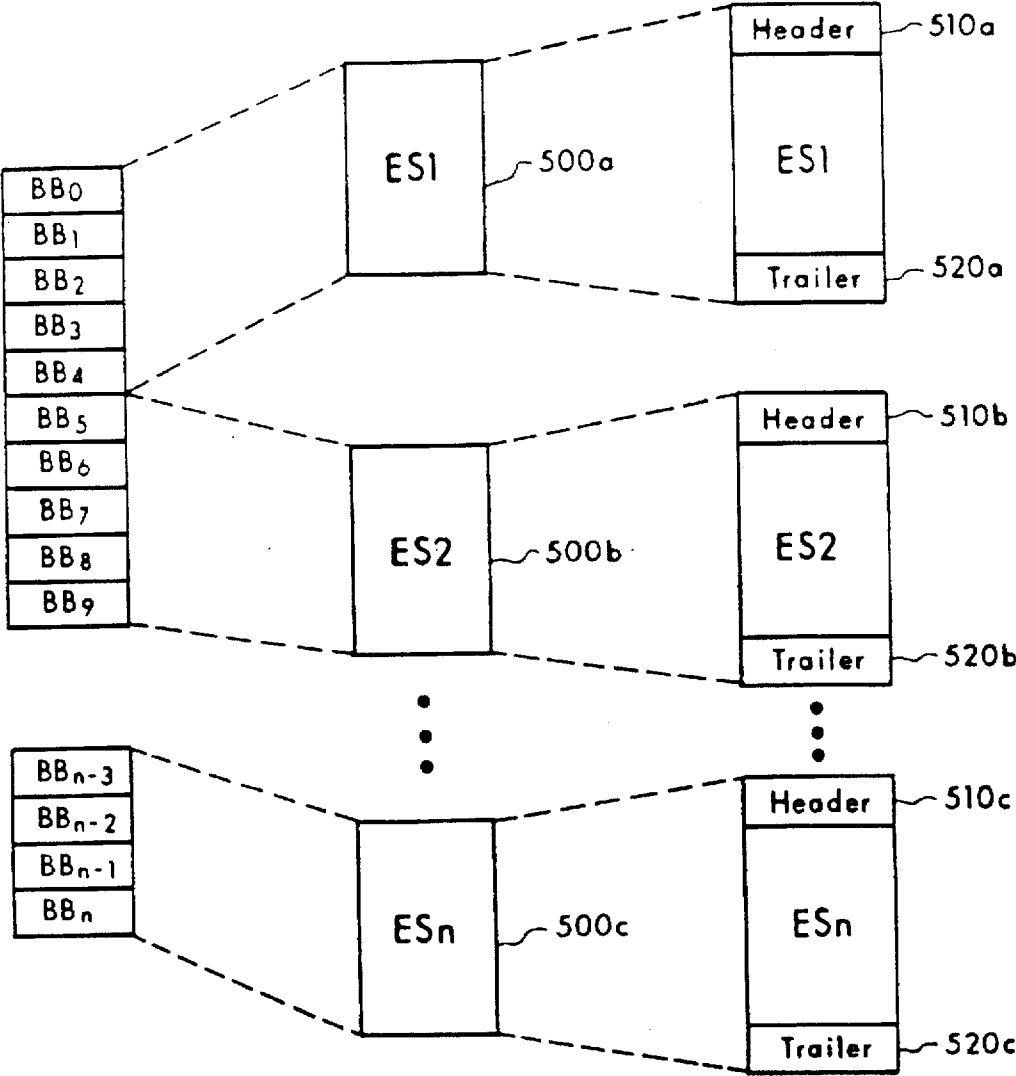 BB0
BB1
BB2
BB3
BB4
BB5
BB6
BB7
BB8
BB9
BBn-3
BBn-2
BBn-1
BBn
ES1
500a
ES2
500b
ESn
500c
Header
510a
ES1
Trailer
520a
Header
510b
ES2
Trailer
520b
Header
510c
ESn
Trailer
520c